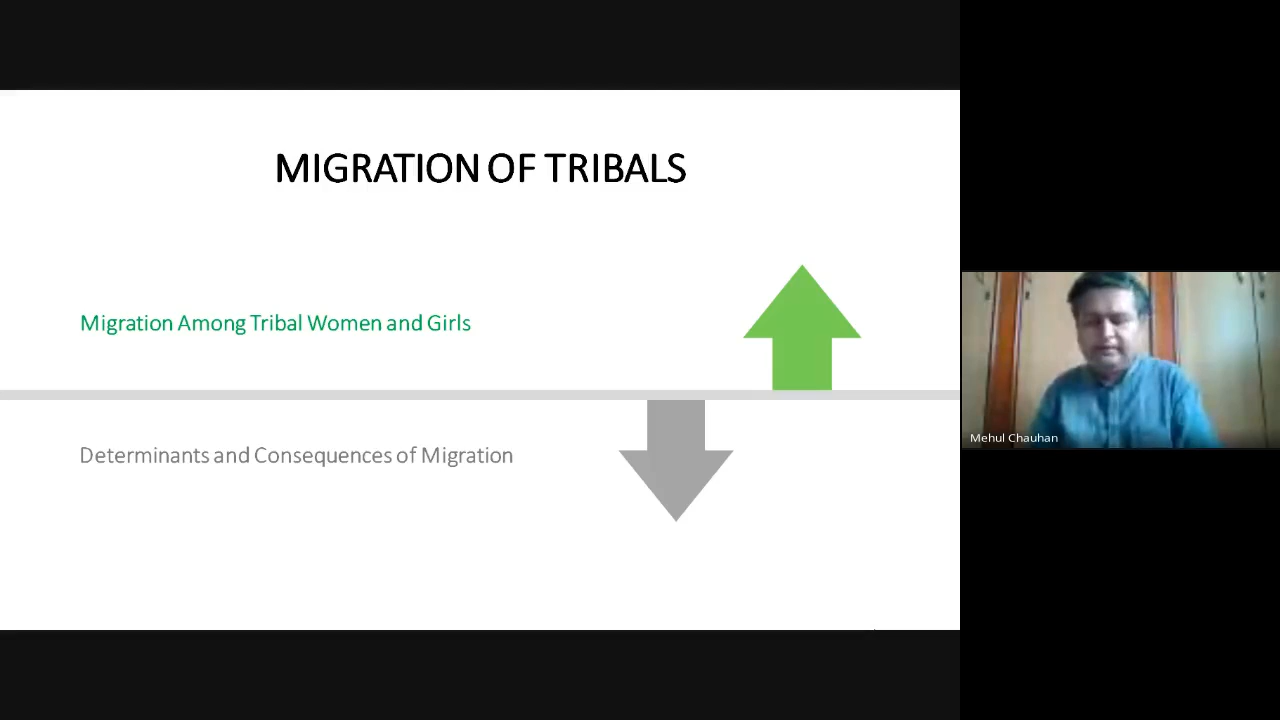 MIGRATION OF TRIBALS
Migration Among Tribal Women and Girls
Determinants and Consequences of Migration
Mehul Chauhan